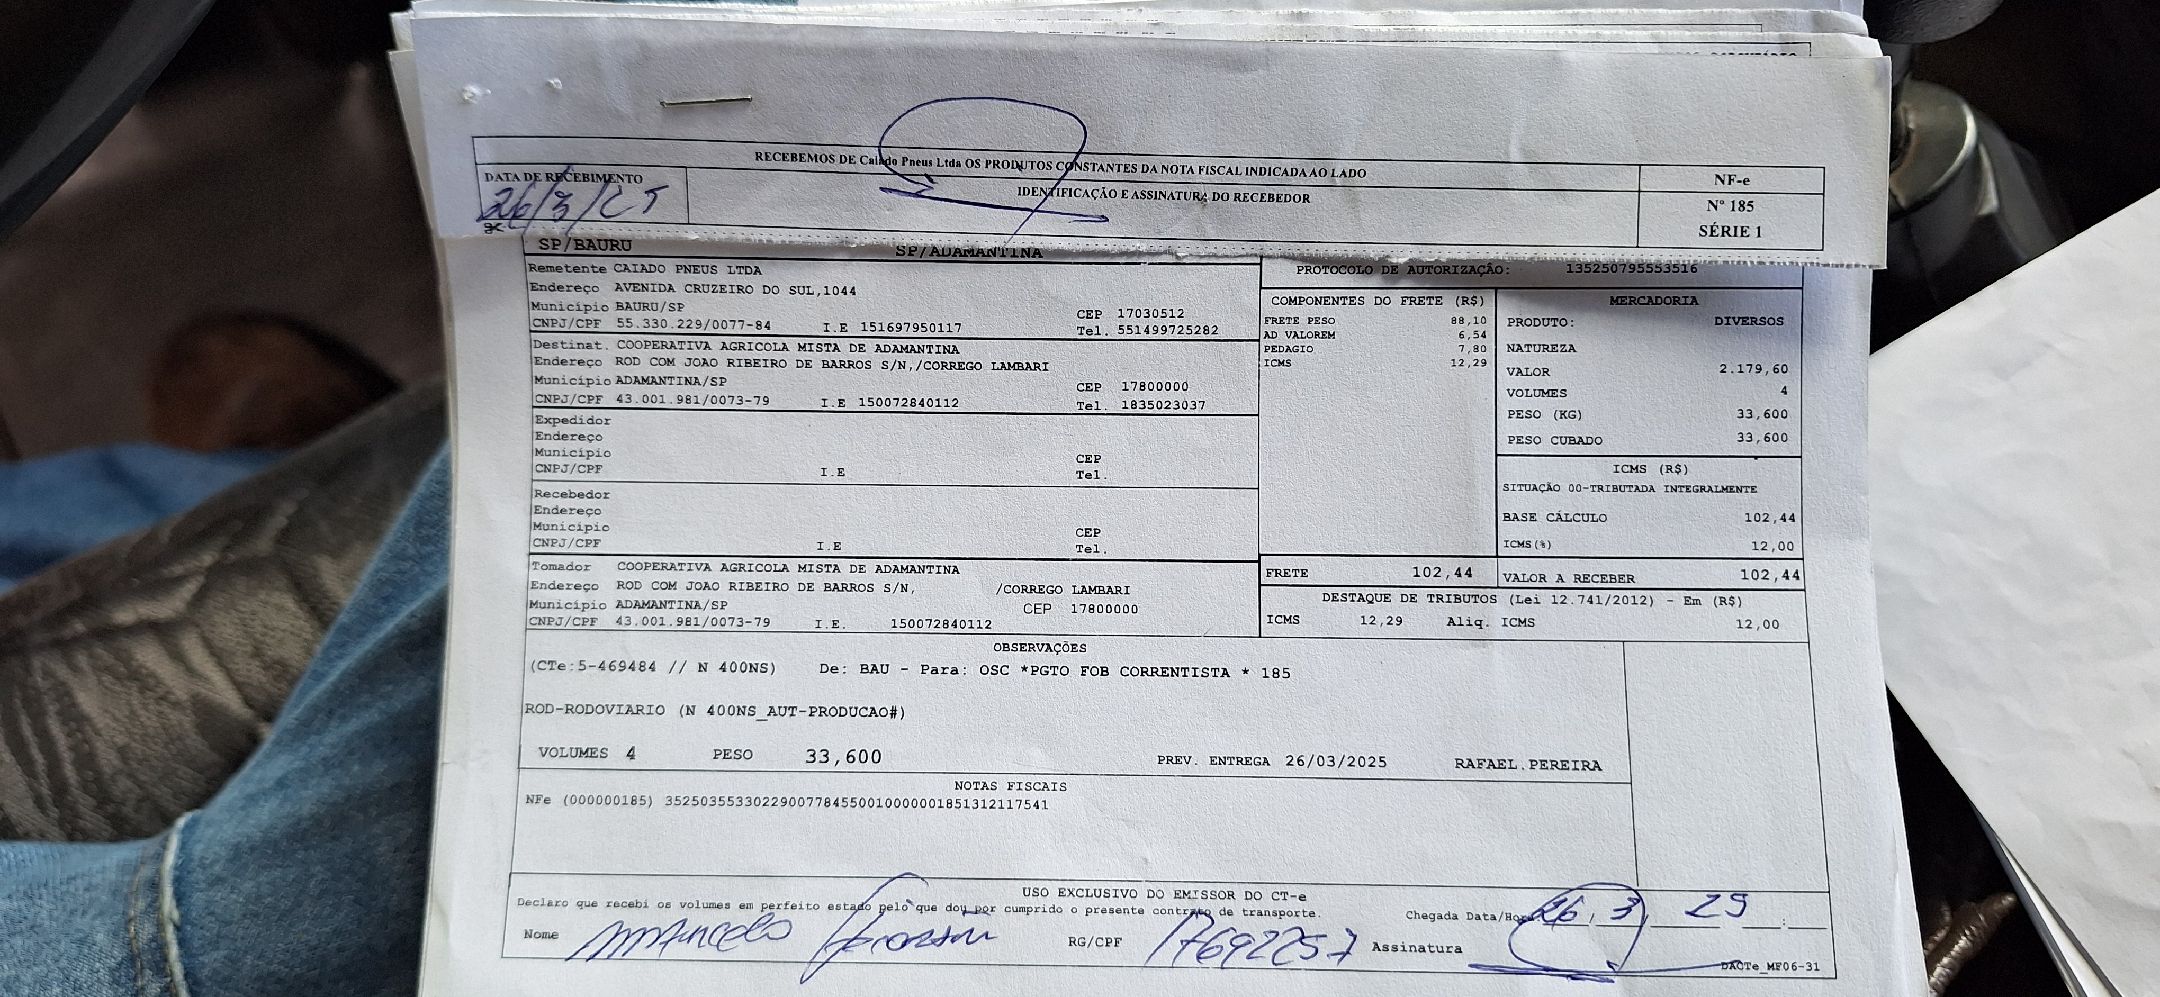 RECEBEMOS DE Caiado Pneus Ltda OS PRODUTOS CONSTANTES DA NOTA FISCAL INDICADA AO LADO
DATA DE RECEBIMENTO
26/3/25
IDENTIFICAÇÃO E ASSINATURA DO RECEBEDOR
NF-e
Nº 185
SÉRIE 1
SP/BAURU SP/ADAMANTINA
Remetente CAIADO PNEUS LTDA
Endereço AVENIDA CRUZEIRO DO SUL,1044
Município BAURU/SP CEP 17030512
CNPJ/CPF 55.330.229/0077-84 I.E 151697950117 Tel. 551499725282
Destinat. COOPERATIVA AGRICOLA MISTA DE ADAMANTINA
Endereço ROD COM JOAO RIBEIRO DE BARROS S/N,/CORREGO LAMBARI
Município ADAMANTINA/SP CEP 17800000
CNPJ/CPF 43.001.981/0073-79 I.E 150072840112 Tel. 1835023037
Expedidor
Endereço
Município CEP
CNPJ/CPF I.E Tel.
Recebedor
Endereço
Município CEP
CNPJ/CPF I.E Tel.
Tomador COOPERATIVA AGRICOLA MISTA DE ADAMANTINA
Endereço ROD COM JOAO RIBEIRO DE BARROS S/N, /CORREGO LAMBARI
Município ADAMANTINA/SP CEP 17800000
CNPJ/CPF 43.001.981/0073-79 I.E. 150072840112
PROTOCOLO DE AUTORIZAÇÃO: 135250795553516
COMPONENTES DO FRETE (R$)
FRETE PESO 88,10
AD VALOREM 6,54
PEDAGIO 7,80
ICMS 12,29
MERCADORIA
PRODUTO: DIVERSOS
NATUREZA
VALOR 2.179,60
VOLUMES 4
PESO (KG) 33,600
PESO CUBADO 33,600
ICMS (R$)
SITUAÇÃO 00-TRIBUTADA INTEGRALMENTE
BASE CÁLCULO 102,44
ICMS(%) 12,00
FRETE 102,44 VALOR A RECEBER 102,44
DESTAQUE DE TRIBUTOS (Lei 12.741/2012) - Em (R$)
ICMS 12,29 Aliq. ICMS 12,00
OBSERVAÇÕES
(CTe:5-469484 // N 400NS) De: BAU - Para: OSC *PGTO FOB CORRENTISTA * 185
ROD-RODOVIARIO (N 400NS_AUT-PRODUCAO#)
VOLUMES 4 PESO 33,600 PREV. ENTREGA 26/03/2025 RAFAEL.PEREIRA
NOTAS FISCAIS
NFe (000000185) 35250355330229007784550010000001851312117541
USO EXCLUSIVO DO EMISSOR DO CT-e
Declaro que recebi os volumes em perfeito estado pelo que dou por cumprido o presente contrato de transporte. Chegada Data/Hora 26, 3, 25 :
Nome Marcelo RG/CPF 17692257 Assinatura
DACTe_MF06-31